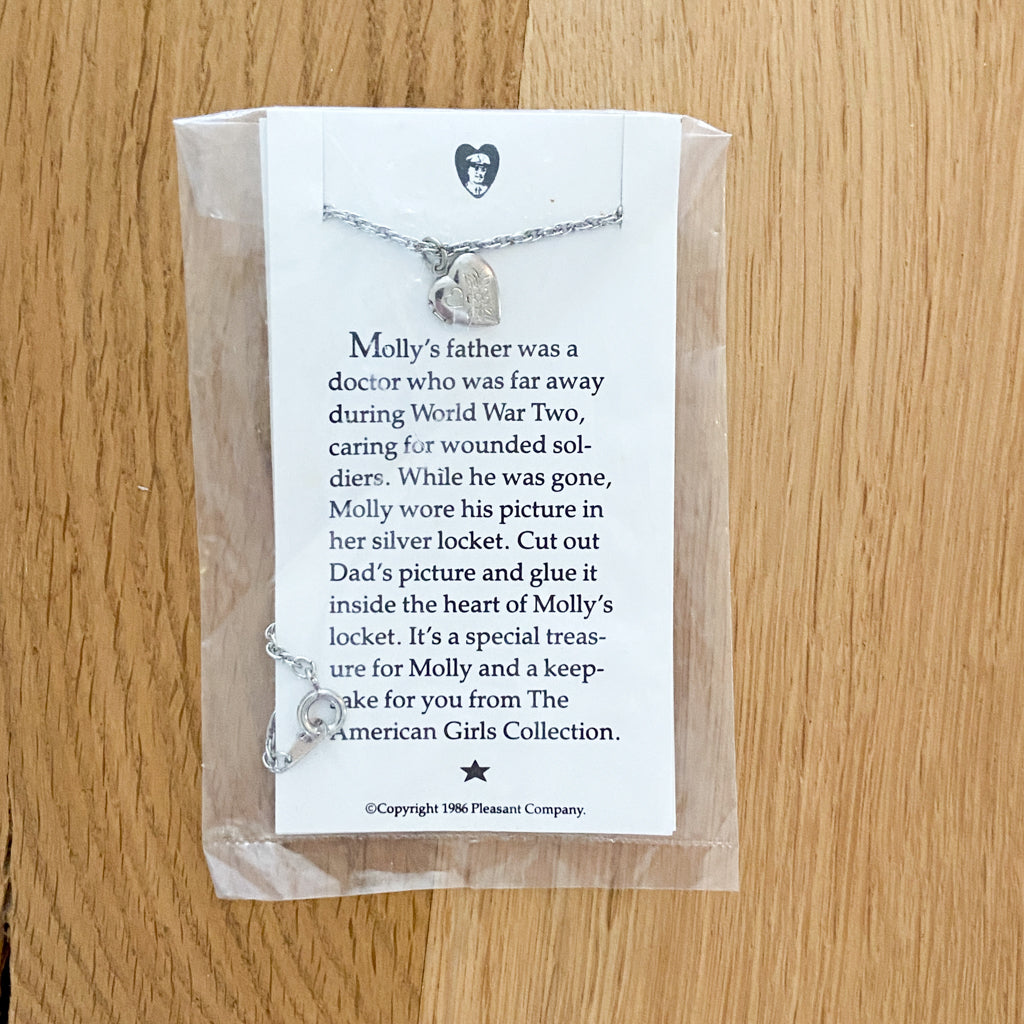 Molly's father was a
doctor who was far away
during World War Two,
caring for wounded sol-
diers. While he was gone,
Molly wore his picture in
her silver locket. Cut out
Dad's picture and glue it
inside the heart of Molly's
locket. It's a special treas-
ure for Molly and a keep-
sake for you from The
American Girls Collection.
©Copyright 1986 Pleasant Company.